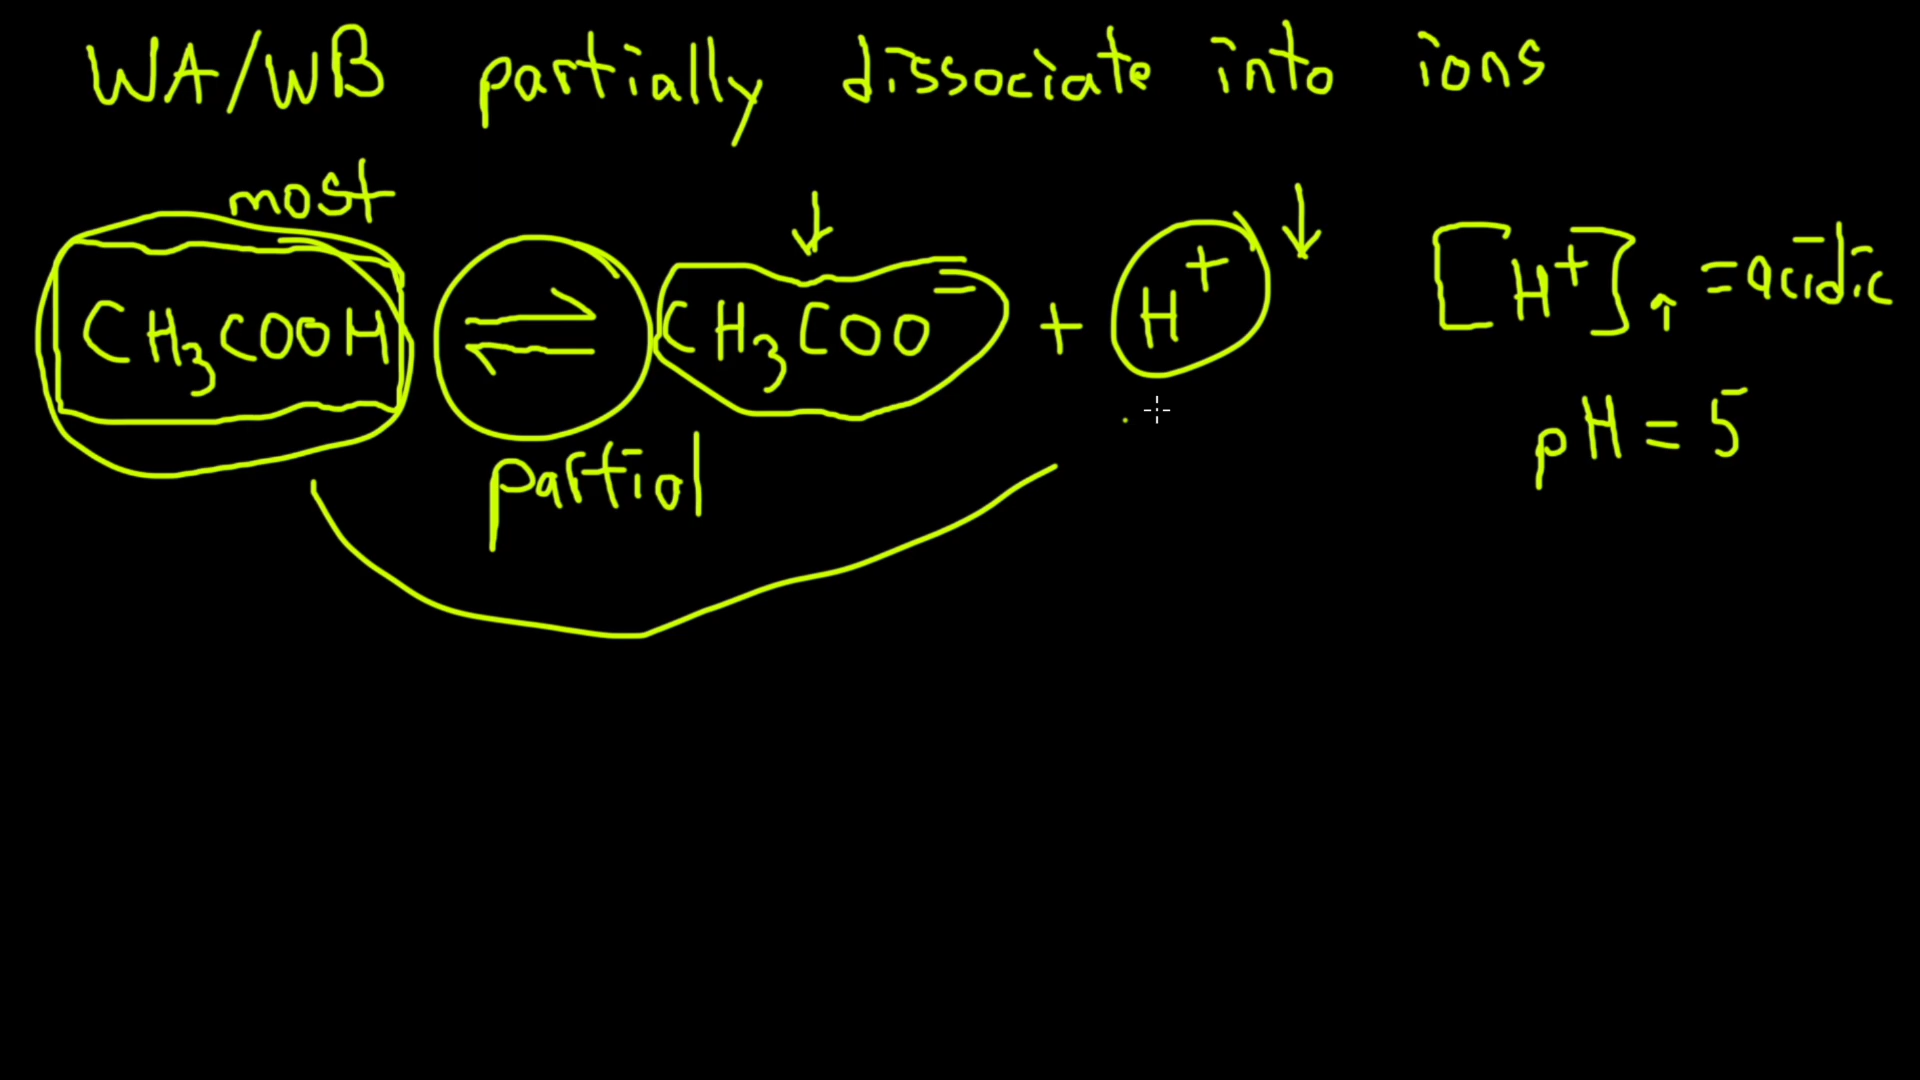 WA/WB partially dissociate into ions
most
CH₃COOH ⇌ CH₃COO⁻ + H⁺
[H⁺]↑ = acidic
pH = 5
partial